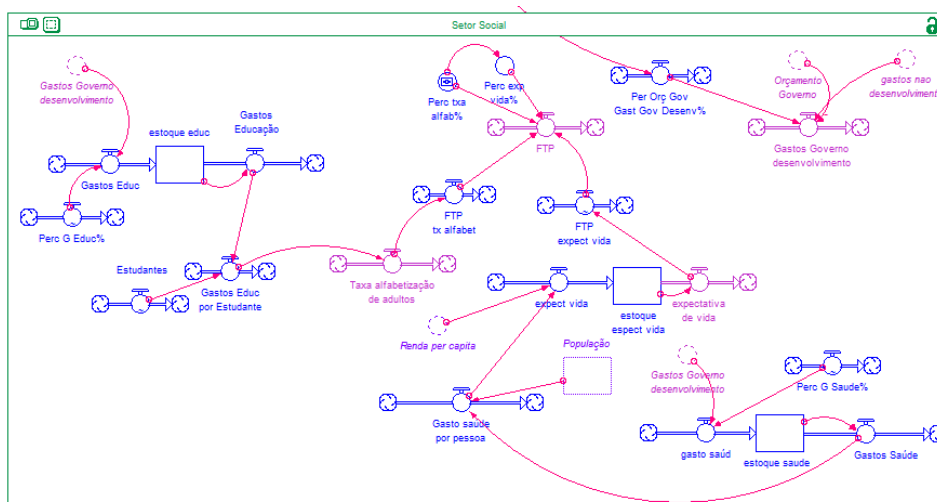 Setor Social
Gastos Governo
desenvolvimento
estoque educ
Gastos
Educação
Gastos Educ
Perc G Educ%
Estudantes
Gastos Educ
por Estudante
Perc txa
alfab%
Perc exp
vida%
FTP
FTP
tx alfabet
FTP
expect vida
Taxa alfabetização
de adultos
Per Orç Gov
Gast Gov Desenv%
Orçamento
Governo
gastos nao
desenvolviment
Gastos Governo
desenvolvimento
expect vida
estoque
espect vida
expectativa
de vida
Renda per capita
População
Gasto saúde
por pessoa
Gastos Governo
desenvolvimento
Perc G Saude%
gasto saúd
estoque saude
Gastos Saúde